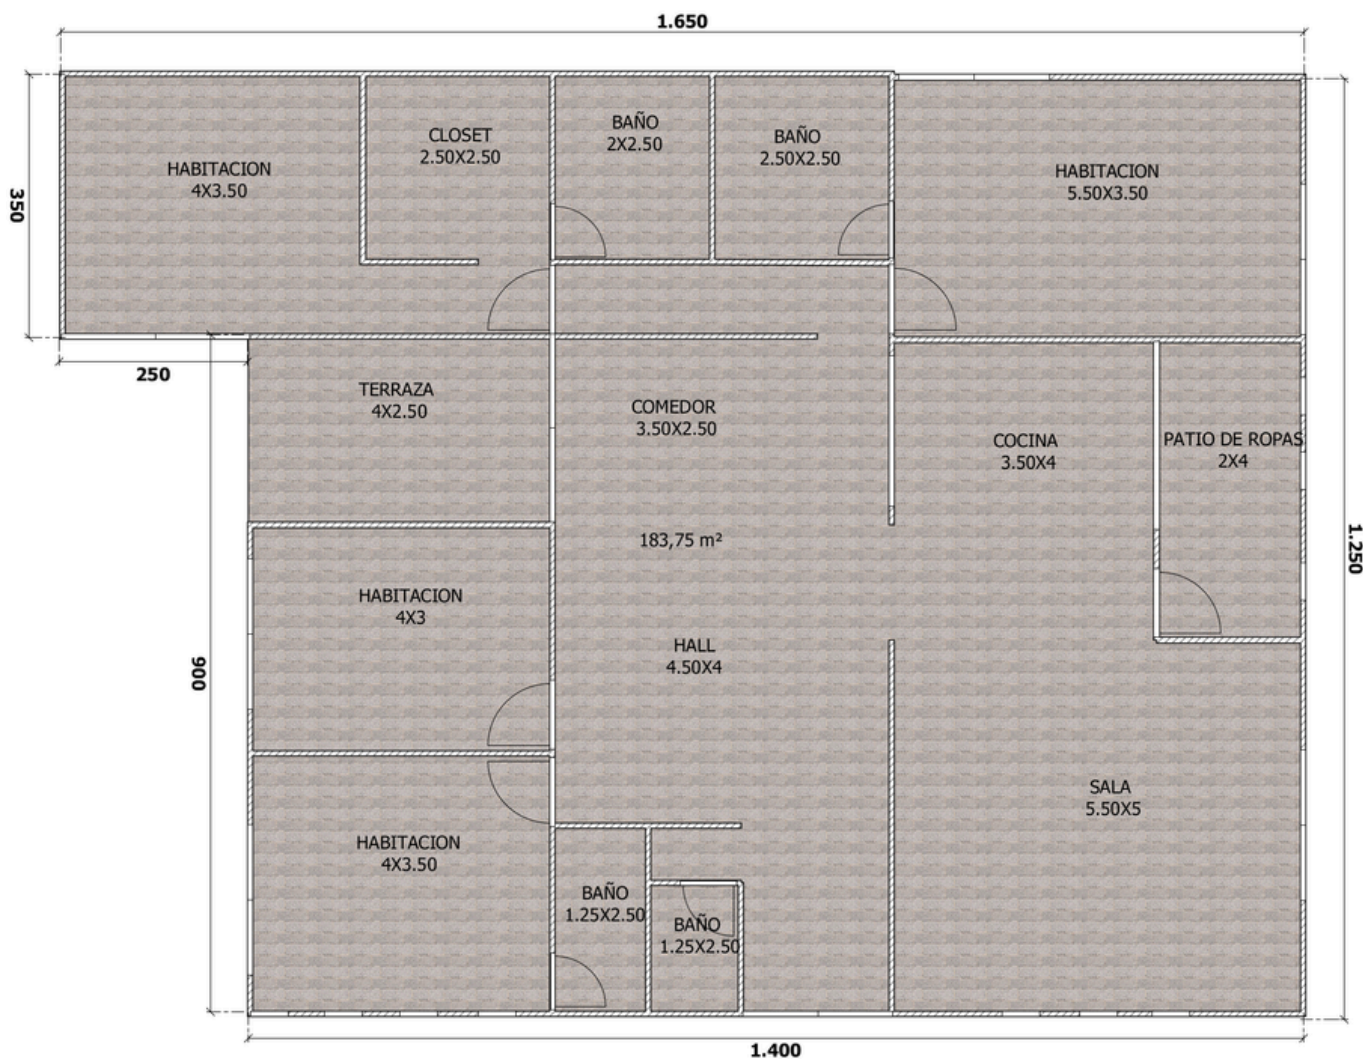 1.650
350
HABITACION
4X3.50
CLOSET
2.50X2.50
BAÑO
2X2.50
BAÑO
2.50X2.50
HABITACION
5.50X3.50
250
TERRAZA
4X2.50
COMEDOR
3.50X2.50
COCINA
3.50X4
PATIO DE ROPAS
2X4
183,75 m²
1.250
HABITACION
4X3
HALL
4.50X4
900
SALA
5.50X5
HABITACION
4X3.50
BAÑO
1.25X2.50
BAÑO
1.25X2.50
1.400